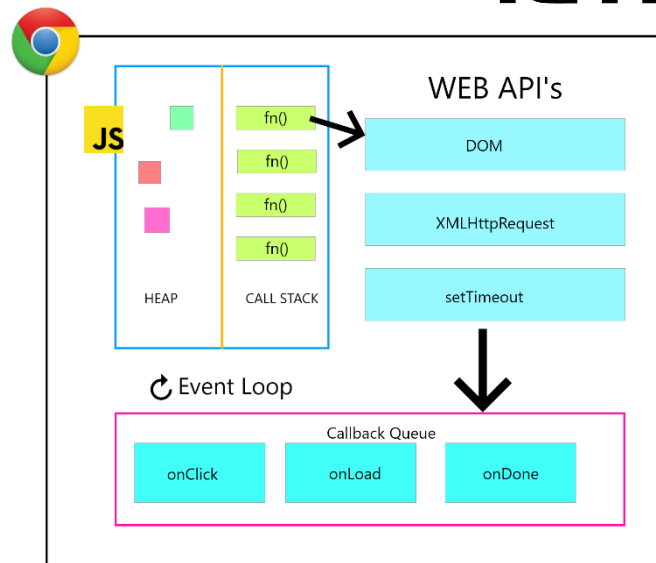 JS
WEB API's
fn()
DOM
fn()
fn()
XMLHttpRequest
fn()
HEAP
CALL STACK
setTimeout
Event Loop
Callback Queue
onClick
onLoad
onDone